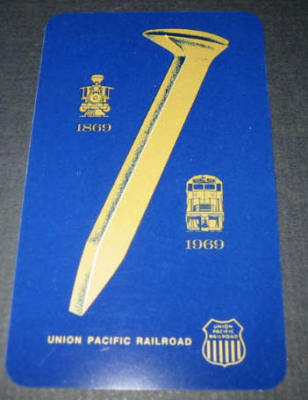 1869
1969
UNION PACIFIC RAILROAD
UNION
PACIFIC
RAILROAD